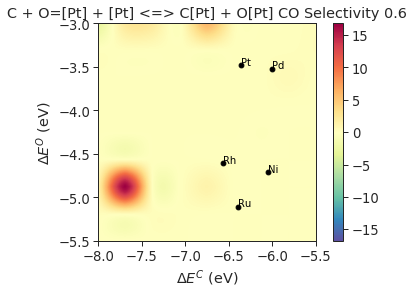 C + O=[Pt] + [Pt] <=> C[Pt] + O[Pt] CO Selectivity 0.6
−3.0
−3.5
−4.0
−4.5
−5.0
−5.5
ΔE^O (eV)
Pt
Pd
Rh
Ni
Ru
−8.0 −7.5 −7.0 −6.5 −6.0 −5.5
ΔE^C (eV)
15
10
5
0
−5
−10
−15